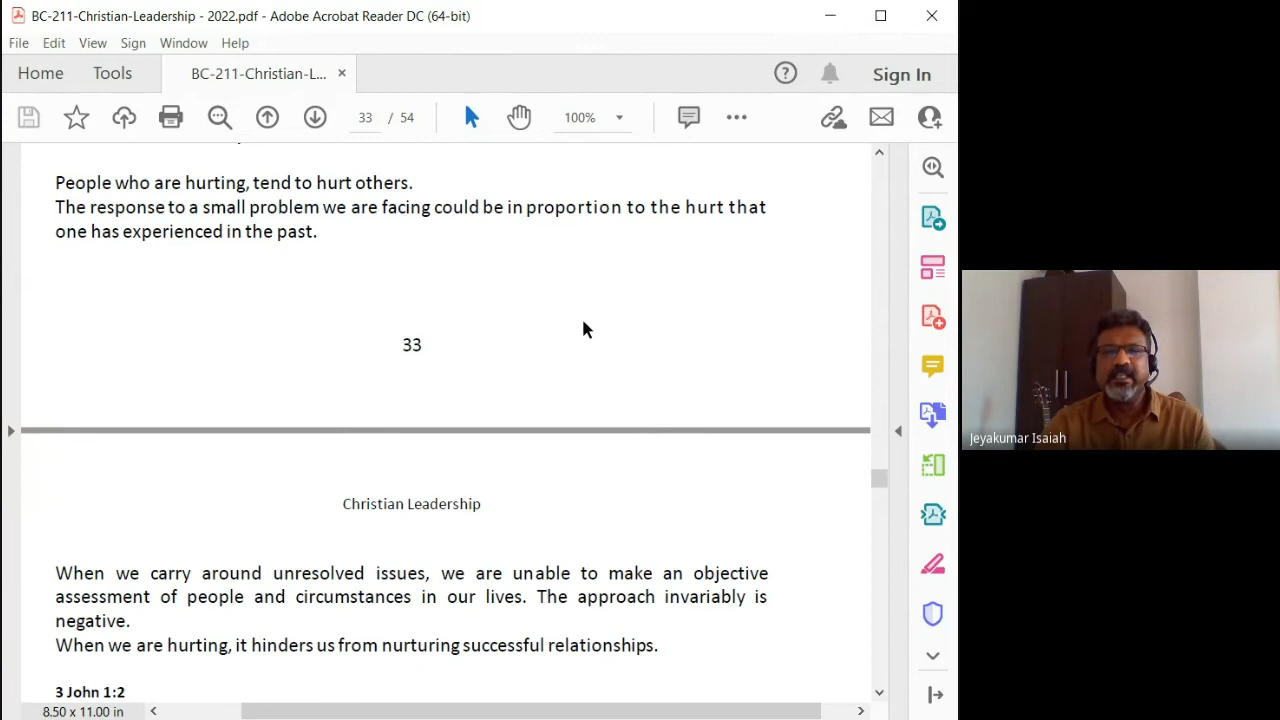 BC-211-Christian-Leadership - 2022.pdf - Adobe Acrobat Reader DC (64-bit)
File Edit View Sign Window Help
Home Tools BC-211-Christian-L... Sign In
33 / 54 100%
People who are hurting, tend to hurt others.
The response to a small problem we are facing could be in proportion to the hurt that
one has experienced in the past.
33
Christian Leadership
When we carry around unresolved issues, we are unable to make an objective
assessment of people and circumstances in our lives. The approach invariably is
negative.
When we are hurting, it hinders us from nurturing successful relationships.
3 John 1:2
8.50 x 11.00 in
Jeyakumar Isaiah